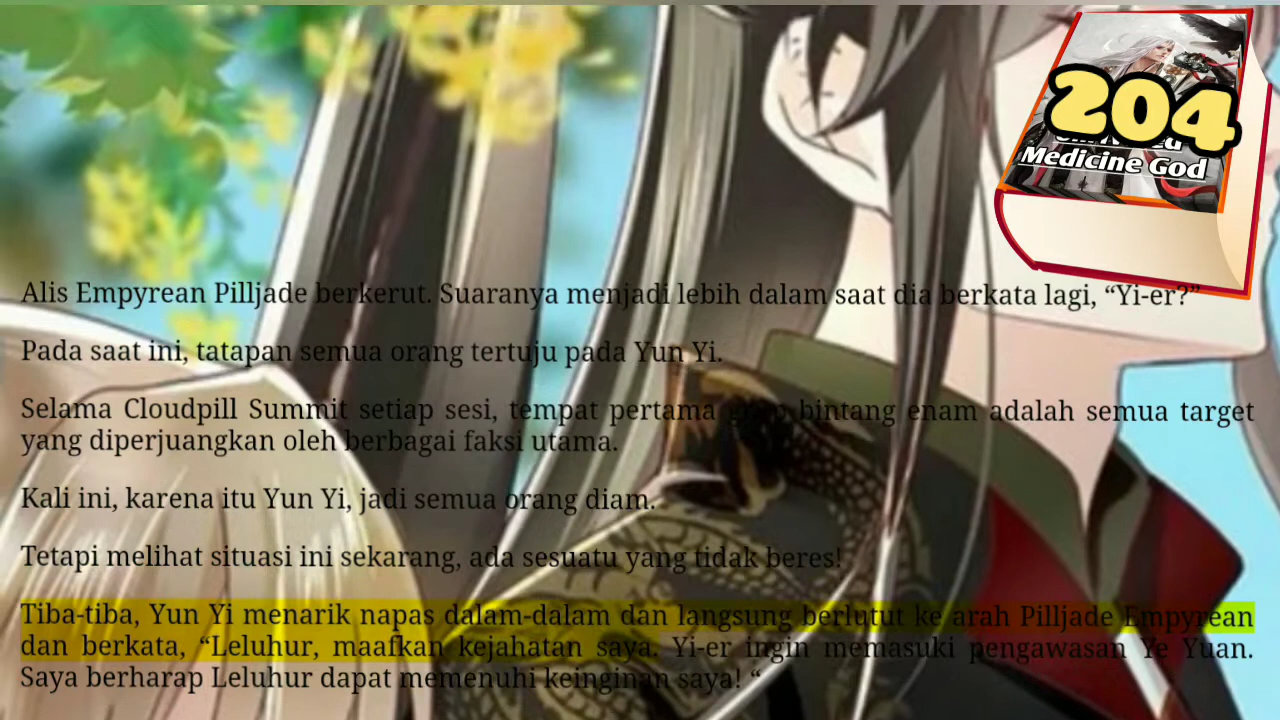 204
Medicine God
Alis Empyrean Pilljade berkerut. Suaranya menjadi lebih dalam saat dia berkata lagi, “Yi-er?”
Pada saat ini, tatapan semua orang tertuju pada Yun Yi.
Selama Cloudpill Summit setiap sesi, tempat pertama grup bintang enam adalah semua target
yang diperjuangkan oleh berbagai faksi utama.
Kali ini, karena itu Yun Yi, jadi semua orang diam.
Tetapi melihat situasi ini sekarang, ada sesuatu yang tidak beres!
Tiba-tiba, Yun Yi menarik napas dalam-dalam dan langsung berlutut ke arah Pilljade Empyrean
dan berkata, “Leluhur, maafkan kejahatan saya. Yi-er ingin memasuki pengawasan Ye Yuan.
Saya berharap Leluhur dapat memenuhi keinginan saya! “